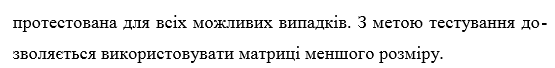 протестована для всіх можливих випадків. З метою тестування до-
зволяється використовувати матриці меншого розміру.